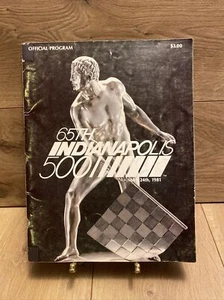 OFFICIAL PROGRAM
$3.00
65TH
INDIANAPOLIS
500
24th, 1981